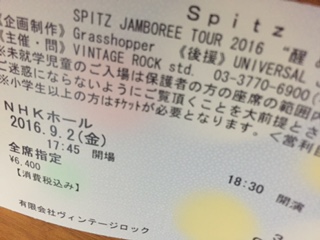 Spitz
SPITZ JAMBOREE TOUR 2016 "醒
《企画制作》Grasshopper 《後援》UNIVERSAL
《主催・問》VINTAGE ROCK std. 03-3770-6900(
※未就学児童のご入場は保護者の方の座席の範囲内
ご迷惑にならないようにご覧頂くことを大前提とさ
※小学生以上の方はﾁｹｯﾄが必要となります。<営利
NHKホール
2016.9.2(金)
17:45 開場
18:30 開演
全席指定
¥6,400
【消費税込み】
有限会社ヴィンテージロック